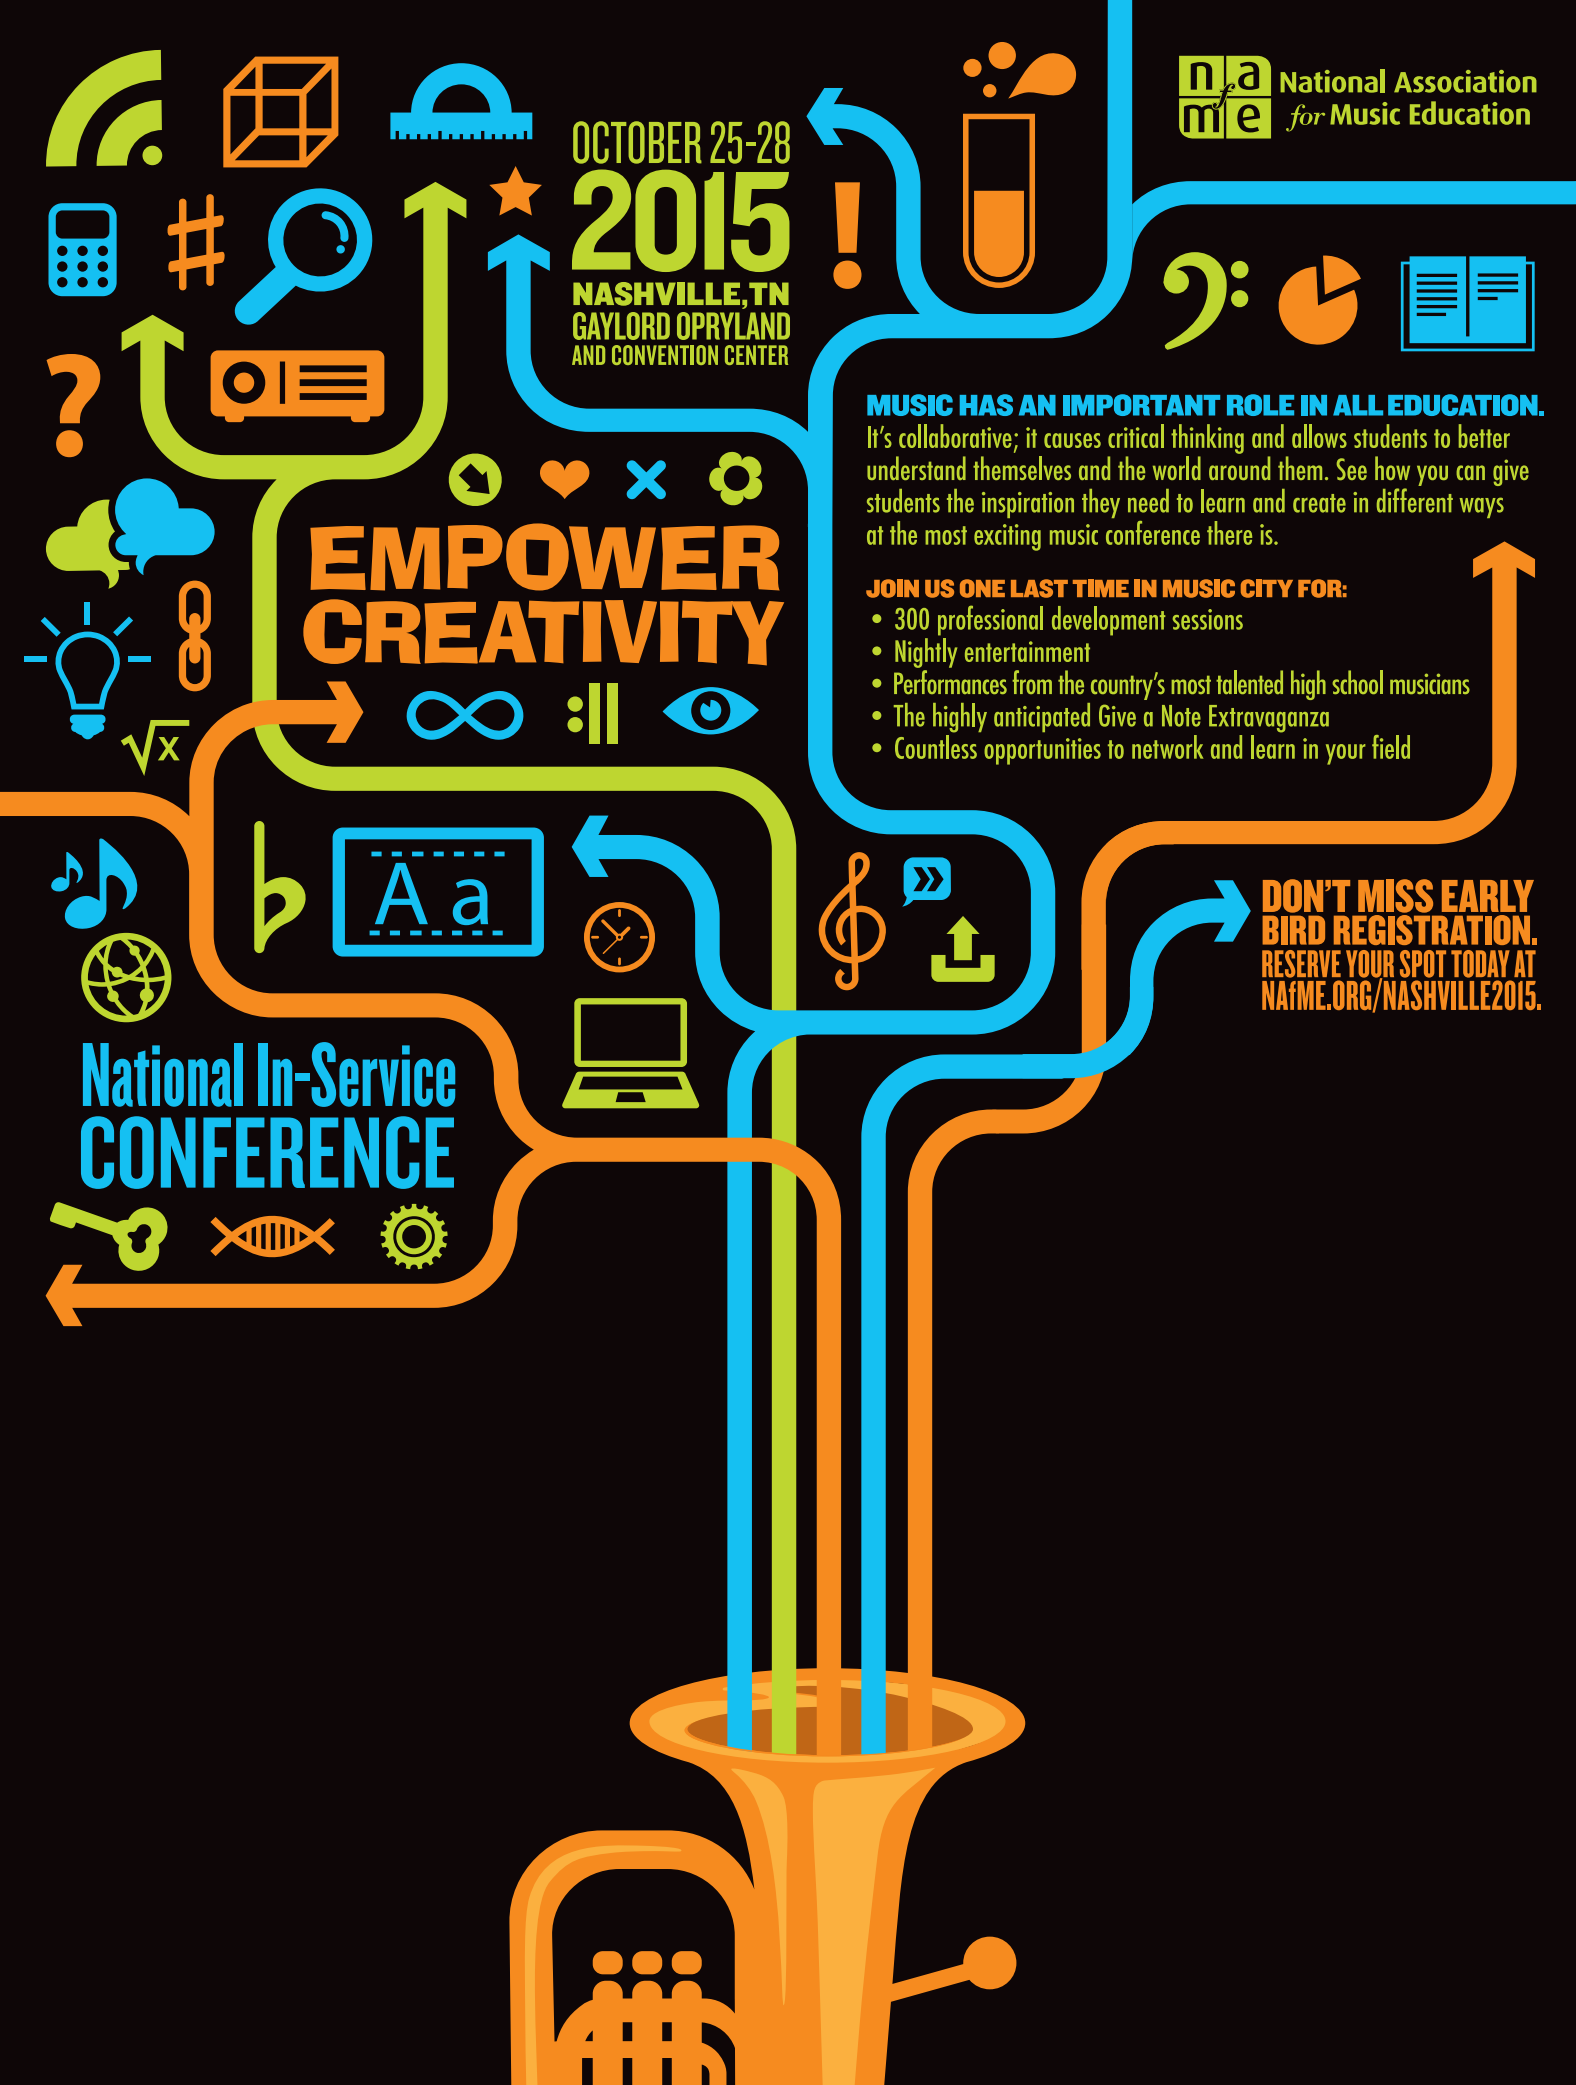 nafme
National Association
for Music Education
OCTOBER 25-28
2015
NASHVILLE, TN
GAYLORD OPRYLAND
AND CONVENTION CENTER
MUSIC HAS AN IMPORTANT ROLE IN ALL EDUCATION.
It's collaborative; it causes critical thinking and allows students to better
understand themselves and the world around them. See how you can give
students the inspiration they need to learn and create in different ways
at the most exciting music conference there is.
EMPOWER
CREATIVITY
JOIN US ONE LAST TIME IN MUSIC CITY FOR:
• 300 professional development sessions
• Nightly entertainment
• Performances from the country's most talented high school musicians
• The highly anticipated Give a Note Extravaganza
• Countless opportunities to network and learn in your field
√x
A a
DON'T MISS EARLY
BIRD REGISTRATION.
RESERVE YOUR SPOT TODAY AT
NAfME.ORG/NASHVILLE2015.
National In-Service
CONFERENCE